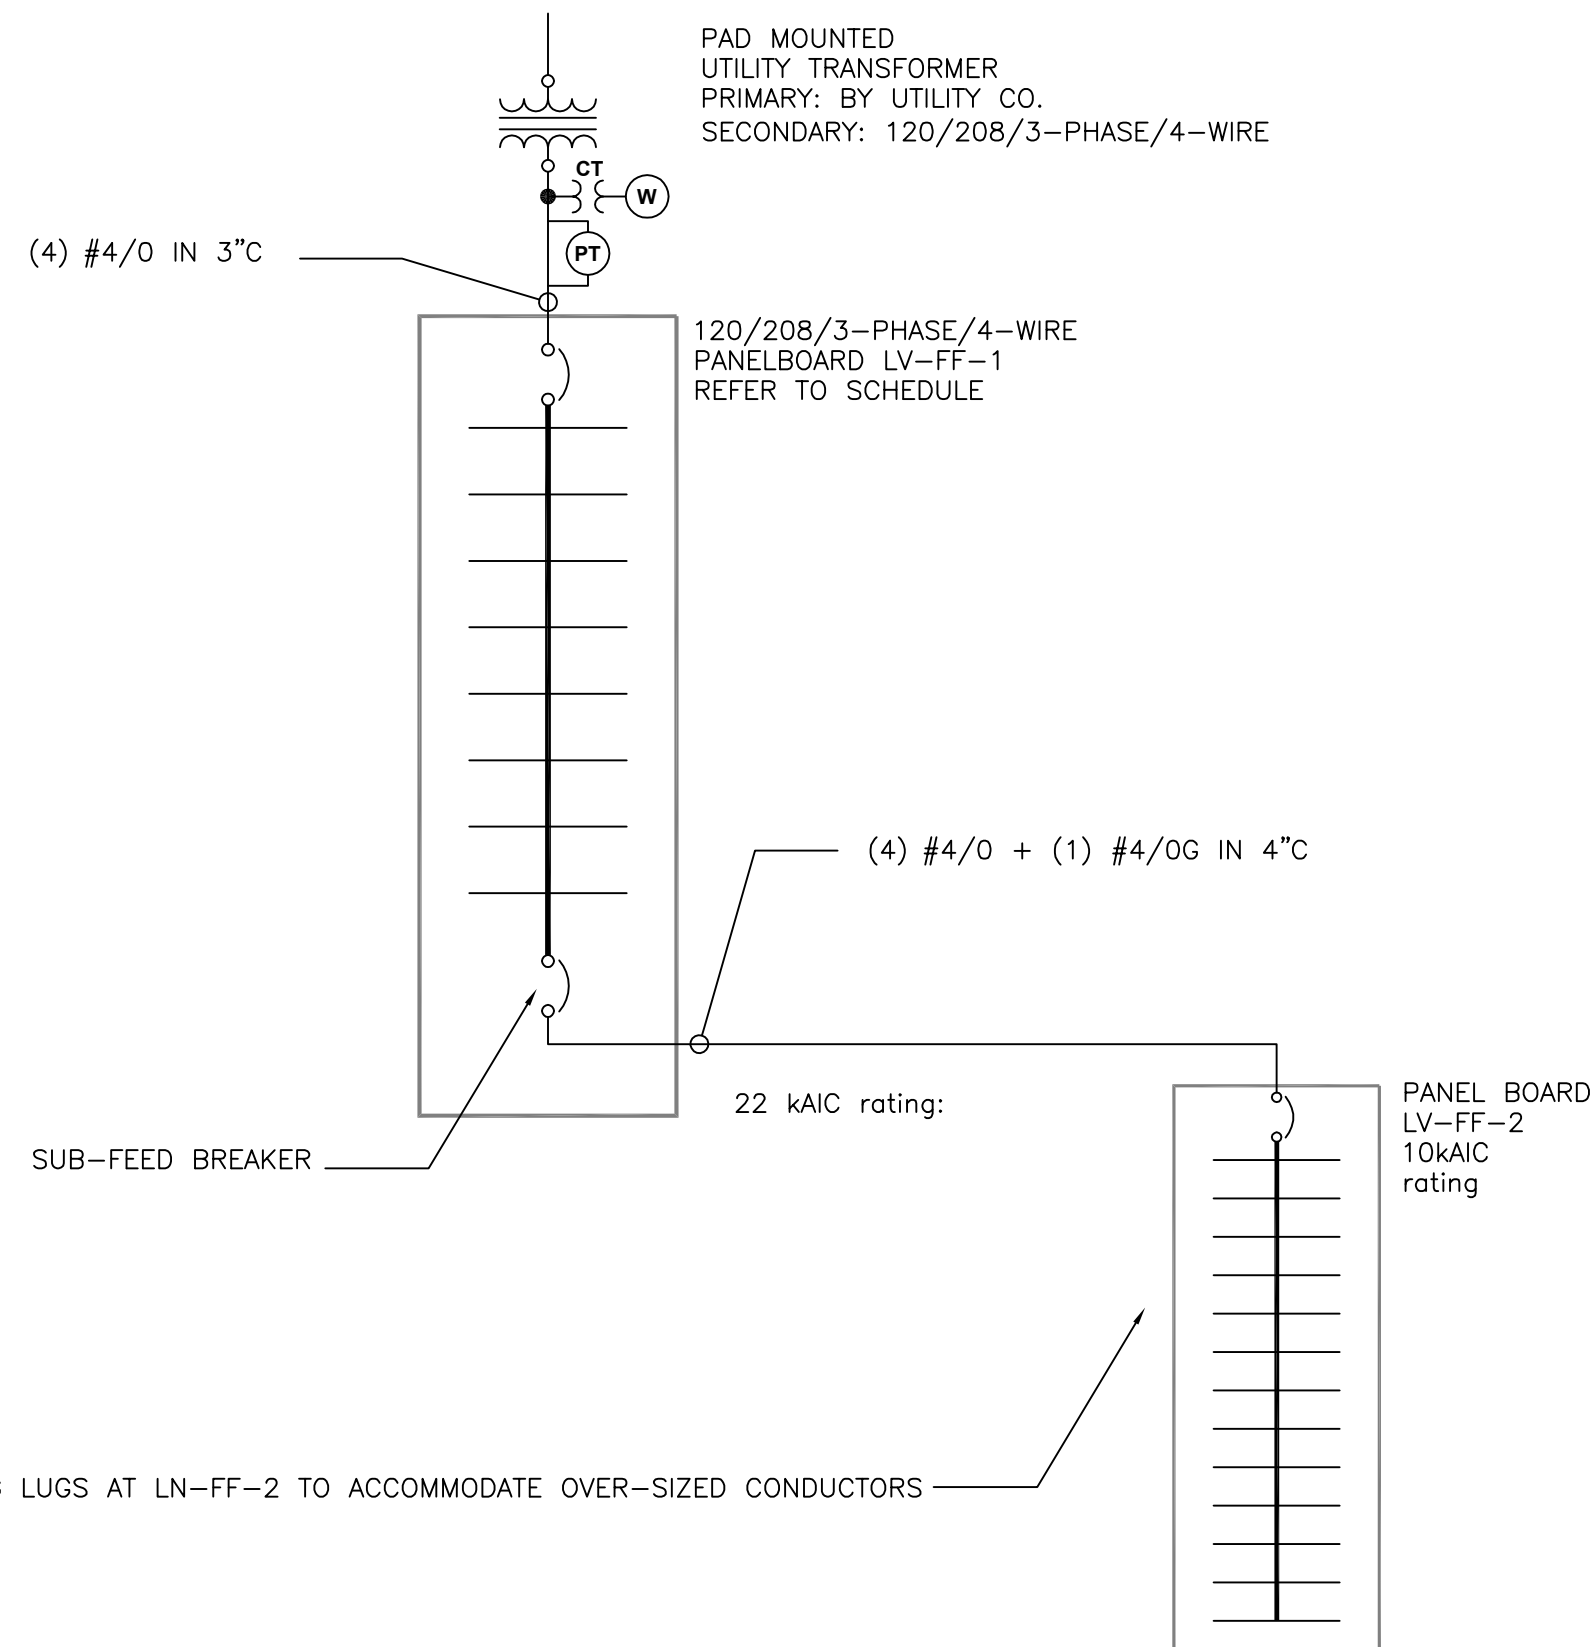 PAD MOUNTED
UTILITY TRANSFORMER
PRIMARY: BY UTILITY CO.
SECONDARY: 120/208/3-PHASE/4-WIRE
CT
W
PT
(4) #4/0 IN 3"C
120/208/3-PHASE/4-WIRE
PANELBOARD LV-FF-1
REFER TO SCHEDULE
(4) #4/0 + (1) #4/0G IN 4"C
22 kAIC rating:
PANEL BOARD
LV-FF-2
10kAIC
rating
SUB-FEED BREAKER
LUGS AT LN-FF-2 TO ACCOMMODATE OVER-SIZED CONDUCTORS